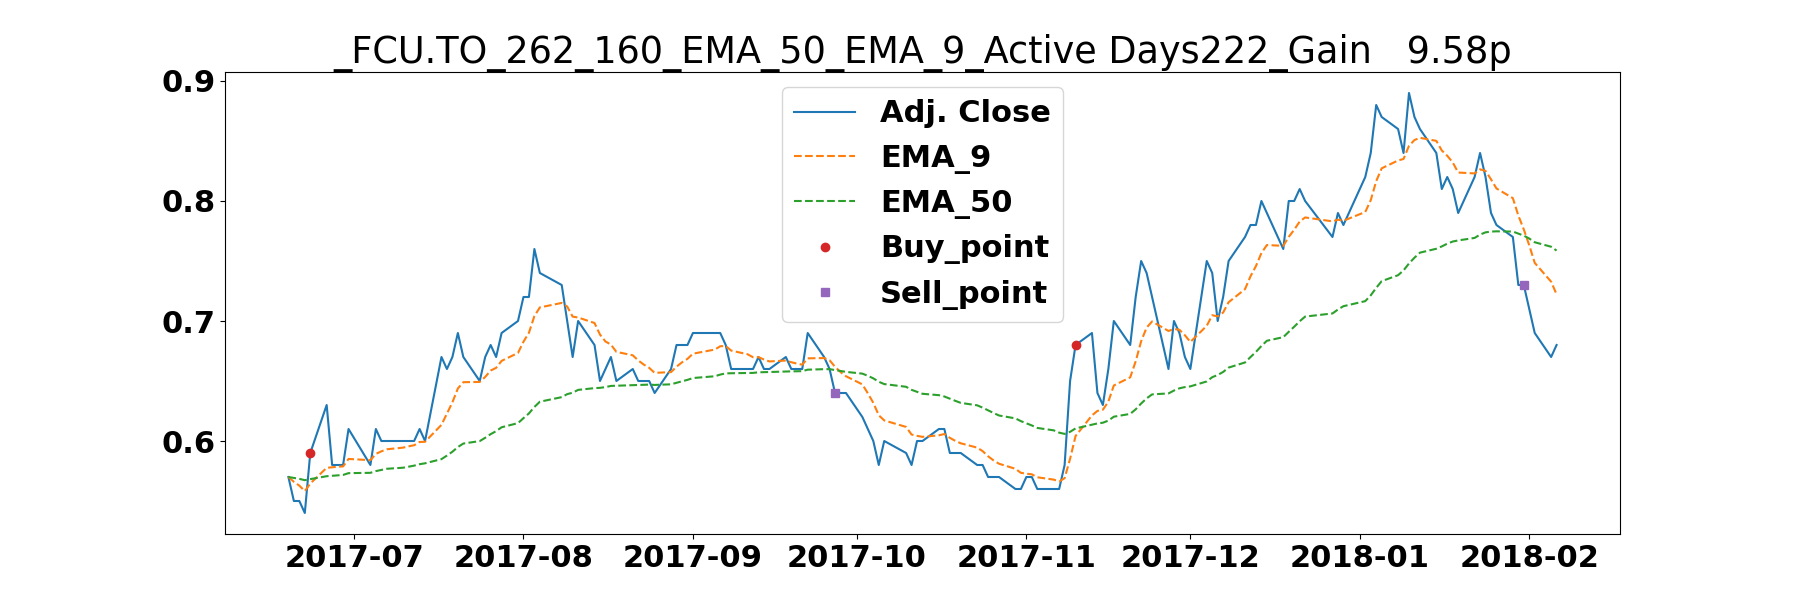 _FCU.TO_262_160_EMA_50_EMA_9_Active Days222_Gain   9.58p
0.9
0.8
0.7
0.6
Adj. Close
EMA_9
EMA_50
Buy_point
Sell_point
2017-07 2017-08 2017-09 2017-10 2017-11 2017-12 2018-01 2018-02